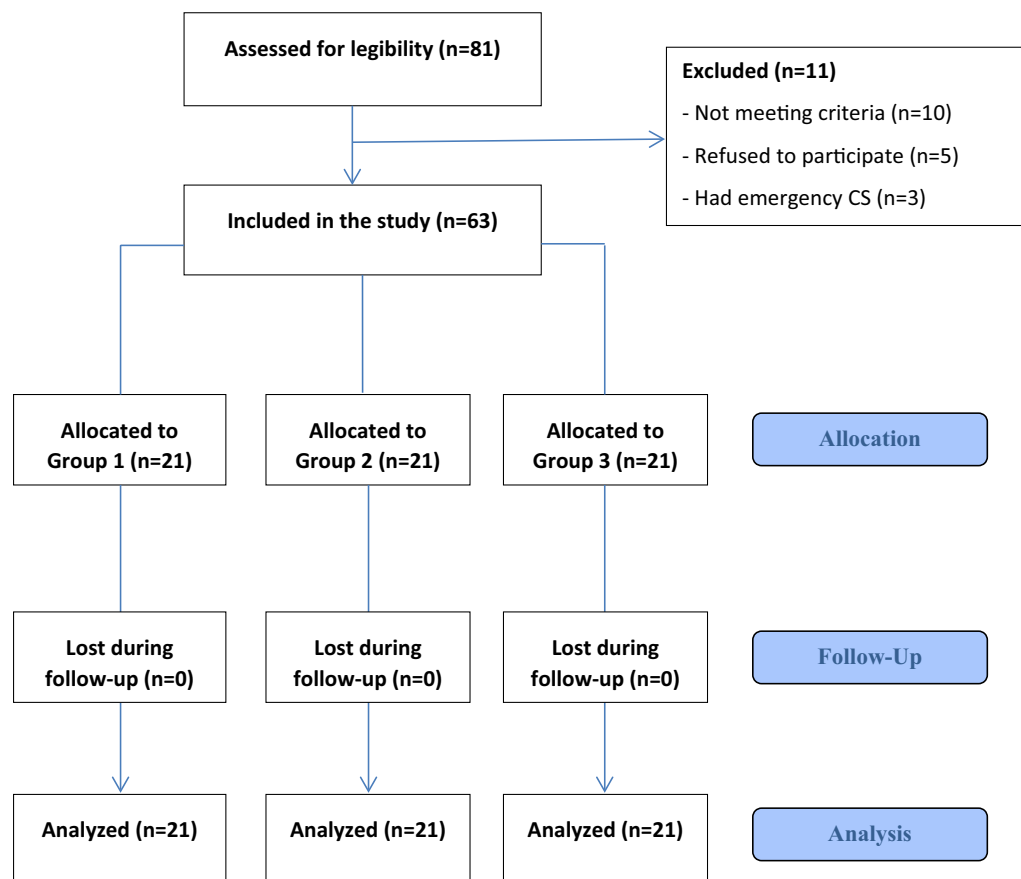 Assessed for legibility (n=81)
Excluded (n=11)
- Not meeting criteria (n=10)
- Refused to participate (n=5)
- Had emergency CS (n=3)
Included in the study (n=63)
Allocated to
Group 1 (n=21)
Allocated to
Group 2 (n=21)
Allocated to
Group 3 (n=21)
Allocation
Lost during
follow-up (n=0)
Lost during
follow-up (n=0)
Lost during
follow-up (n=0)
Follow-Up
Analyzed (n=21)
Analyzed (n=21)
Analyzed (n=21)
Analysis